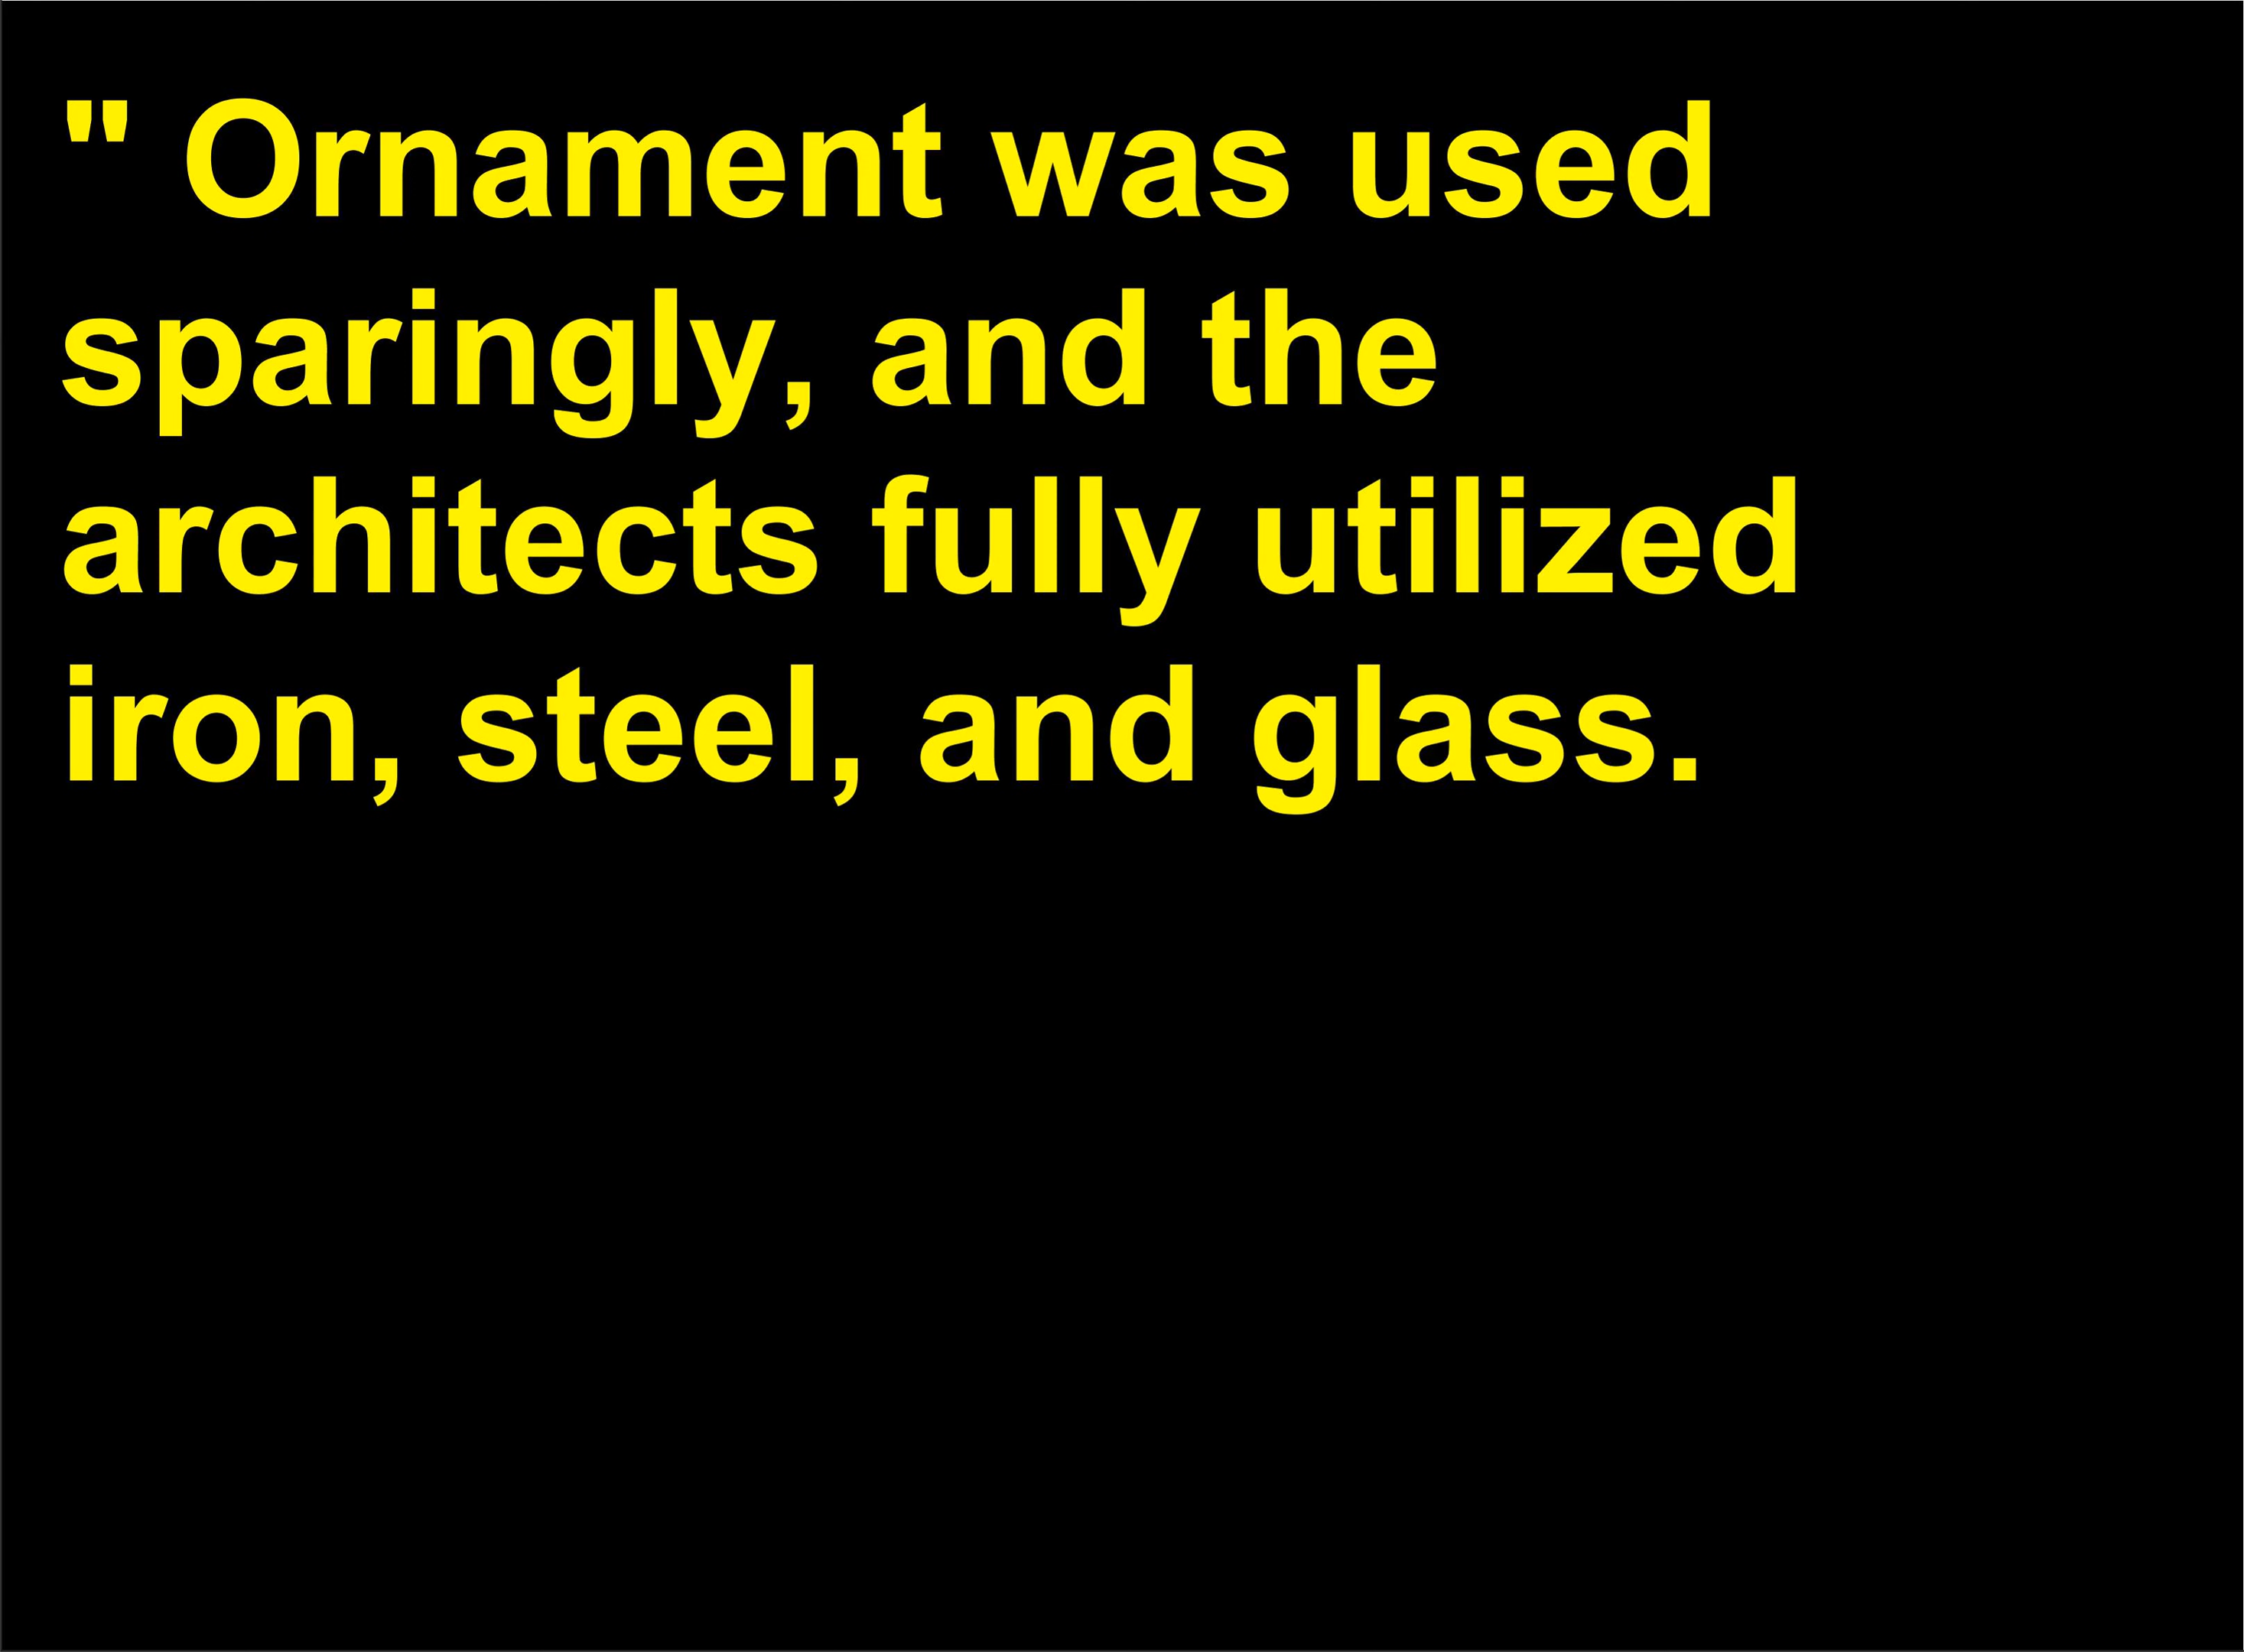 " Ornament was used
sparingly, and the
architects fully utilized
iron, steel, and glass.